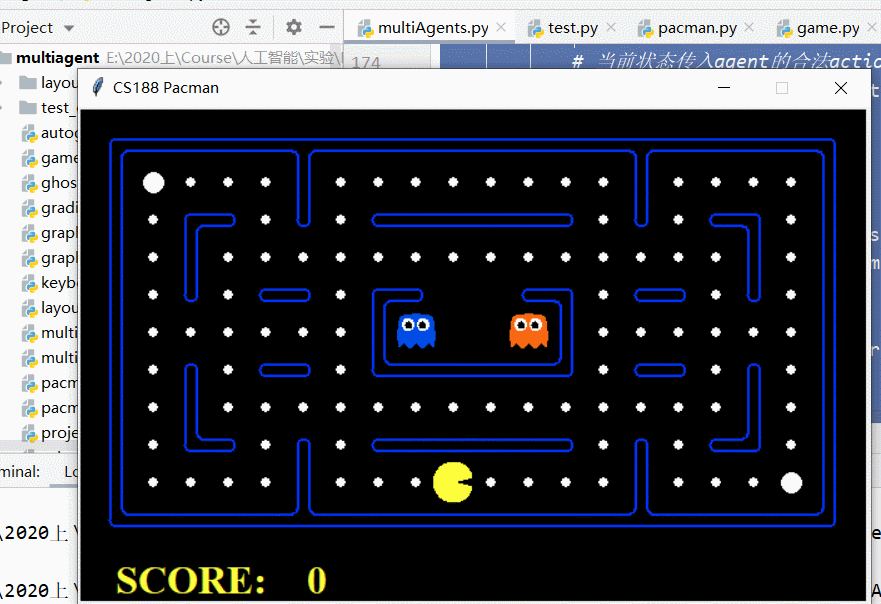 Project multiAgents.py test.py pacman.py game.py
multiagent E:\2020上\Course\人工智能\实验\
174 # 当前状态传入agent的合法actio
layou
CS188 Pacman
test_
autog
game
ghos
gradi
grap
grap
keyb
layou
multi
multi
pacm
pacm
proje
minal: Lo
\2020上\
SCORE: 0
\2020上\